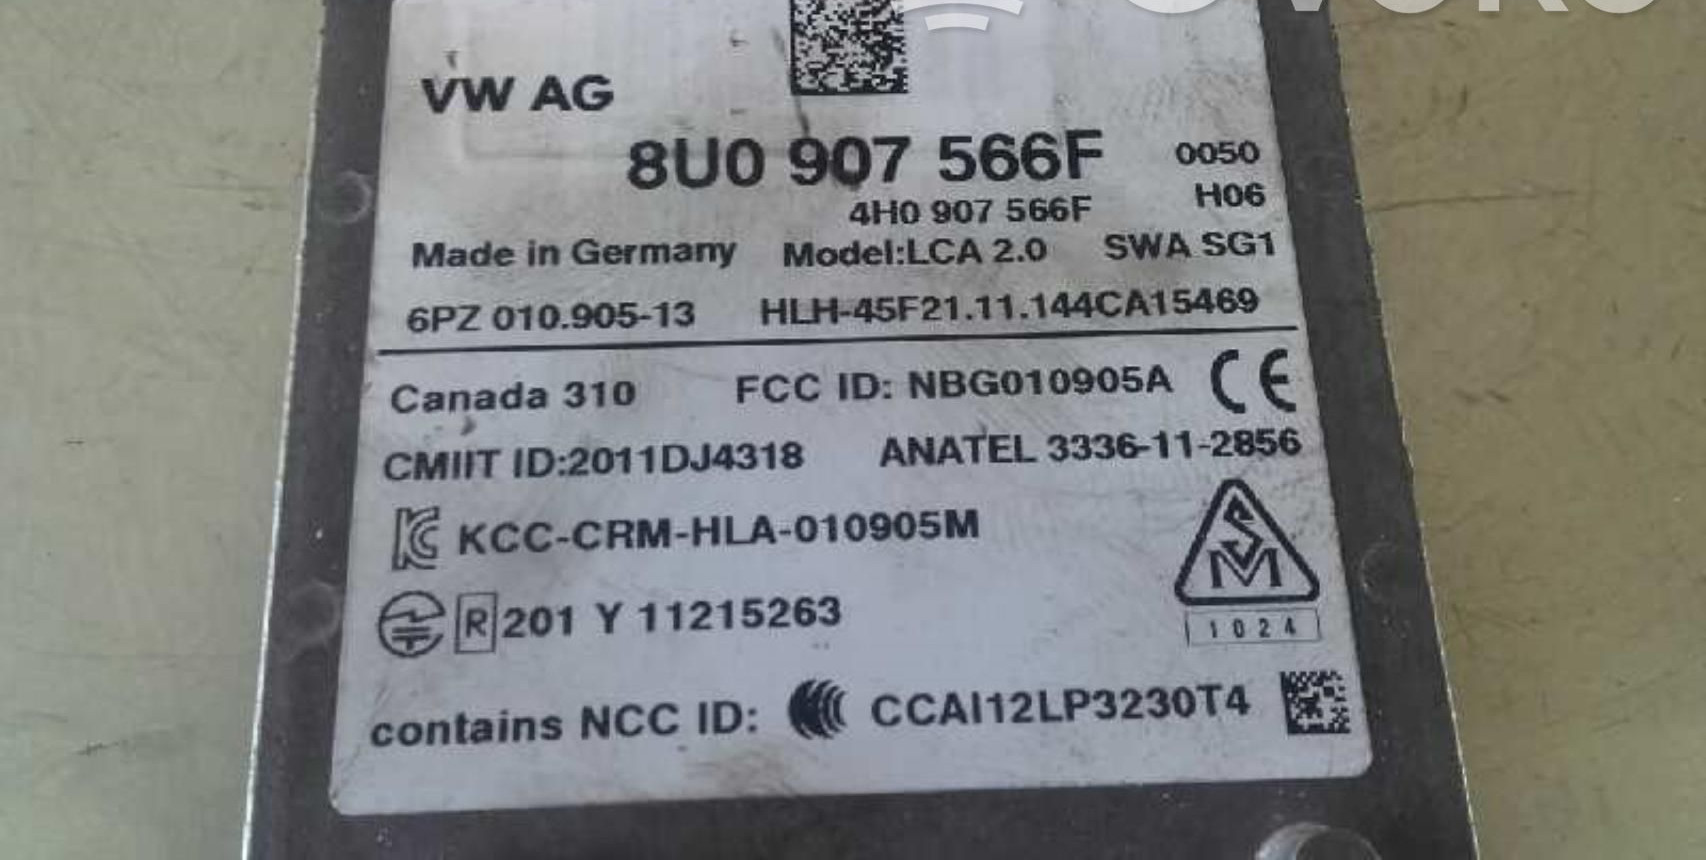 VW AG
8U0 907 566F 0050
4H0 907 566F H06
Made in Germany Model:LCA 2.0 SWA SG1
6PZ 010.905-13 HLH-45F21.11.144CA15469
Canada 310 FCC ID: NBG010905A CE
CMIIT ID:2011DJ4318 ANATEL 3336-11-2856
KC KCC-CRM-HLA-010905M
SM
R 201 Y 11215263
1024
contains NCC ID: CCAI12LP3230T4